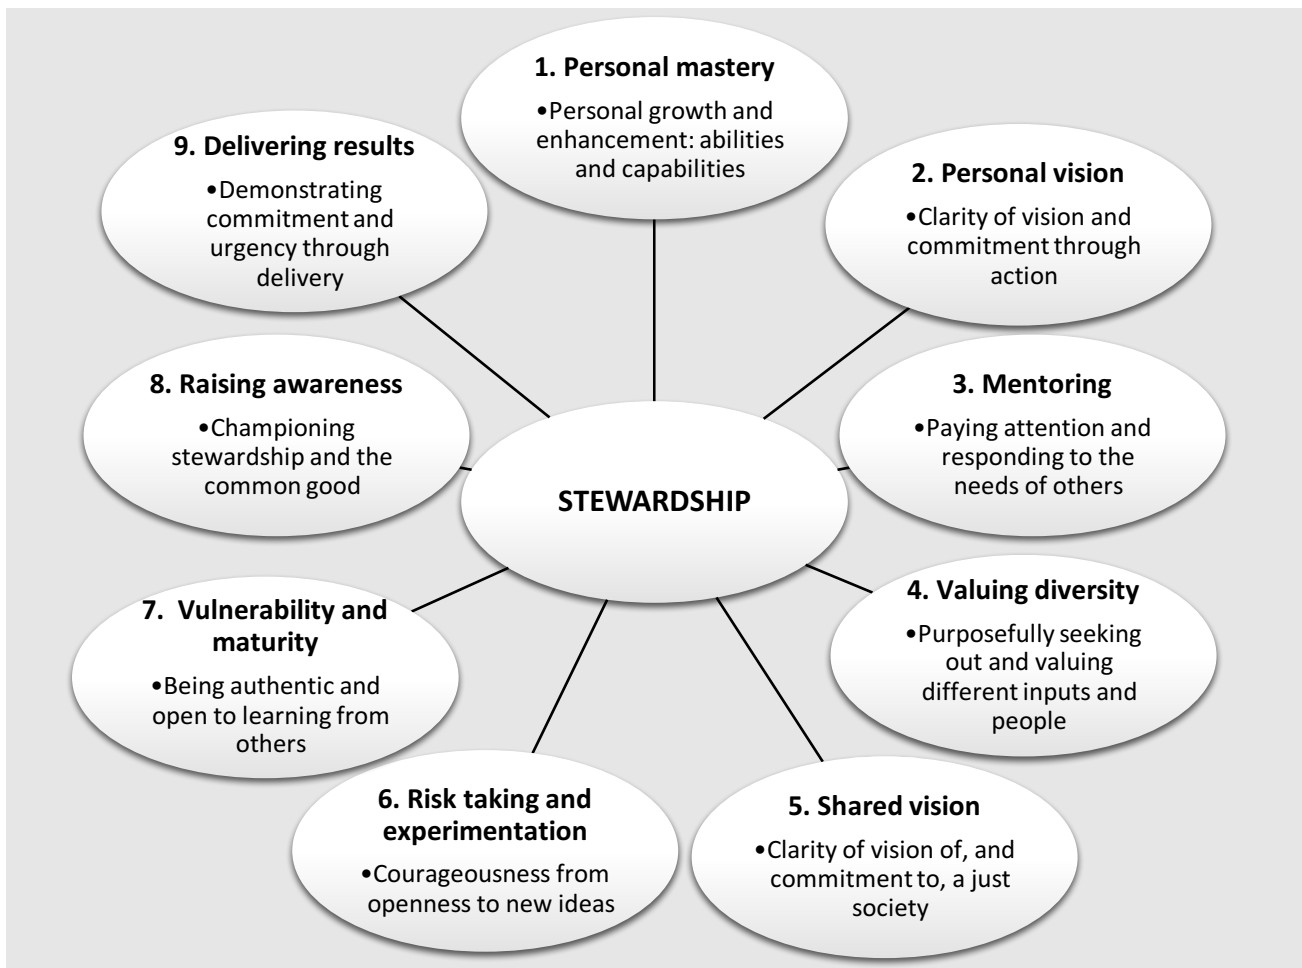 1. Personal mastery
•Personal growth and
enhancement: abilities
and capabilities
2. Personal vision
•Clarity of vision and
commitment through
action
3. Mentoring
•Paying attention and
responding to the
needs of others
4. Valuing diversity
•Purposefully seeking
out and valuing
different inputs and
people
5. Shared vision
•Clarity of vision of, and
commitment to, a just
society
6. Risk taking and
experimentation
•Courageousness from
openness to new ideas
7. Vulnerability and
maturity
•Being authentic and
open to learning from
others
8. Raising awareness
•Championing
stewardship and the
common good
9. Delivering results
•Demonstrating
commitment and
urgency through
delivery
STEWARDSHIP